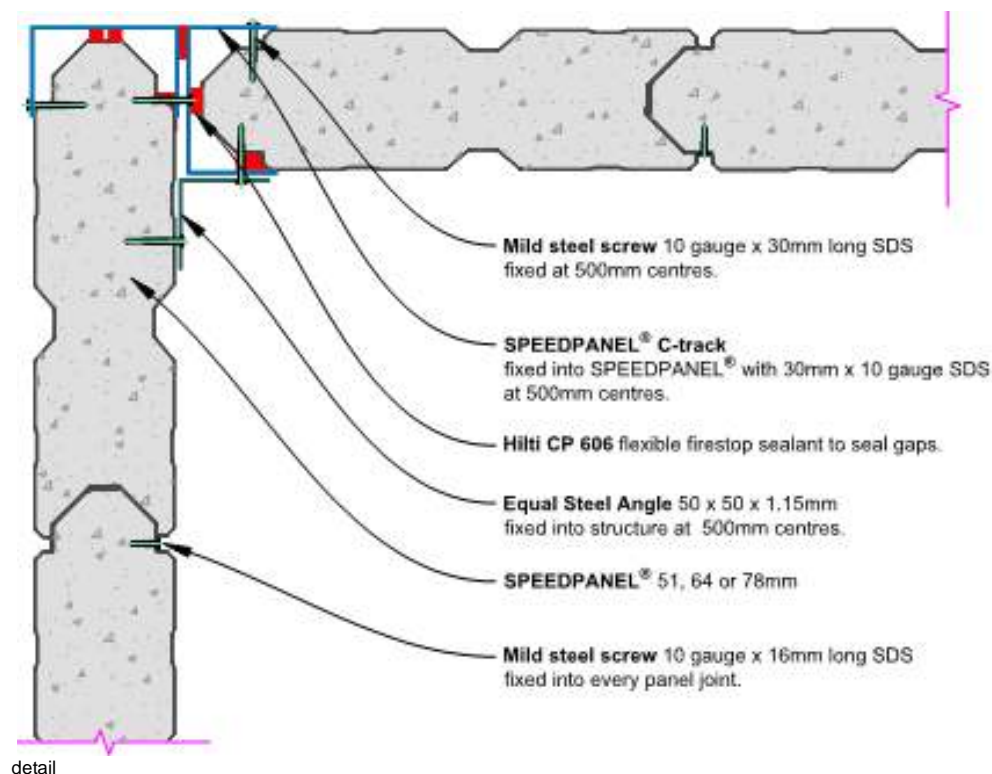 Mild steel screw 10 gauge x 30mm long SDS
fixed at 500mm centres.
SPEEDPANEL® C-track
fixed into SPEEDPANEL® with 30mm x 10 gauge SDS
at 500mm centres.
Hilti CP 606 flexible firestop sealant to seal gaps.
Equal Steel Angle 50 x 50 x 1.15mm
fixed into structure at 500mm centres.
SPEEDPANEL® 51, 64 or 78mm
Mild steel screw 10 gauge x 16mm long SDS
fixed into every panel joint.
detail